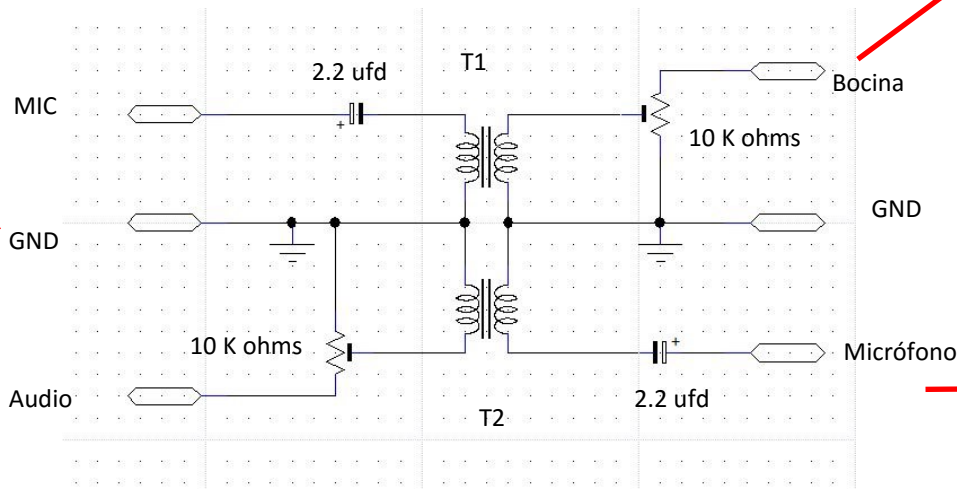 T1
2.2 ufd
Bocina
MIC
+
10 K ohms
GND
GND
10 K ohms
+
Micrófono
Audio
2.2 ufd
T2